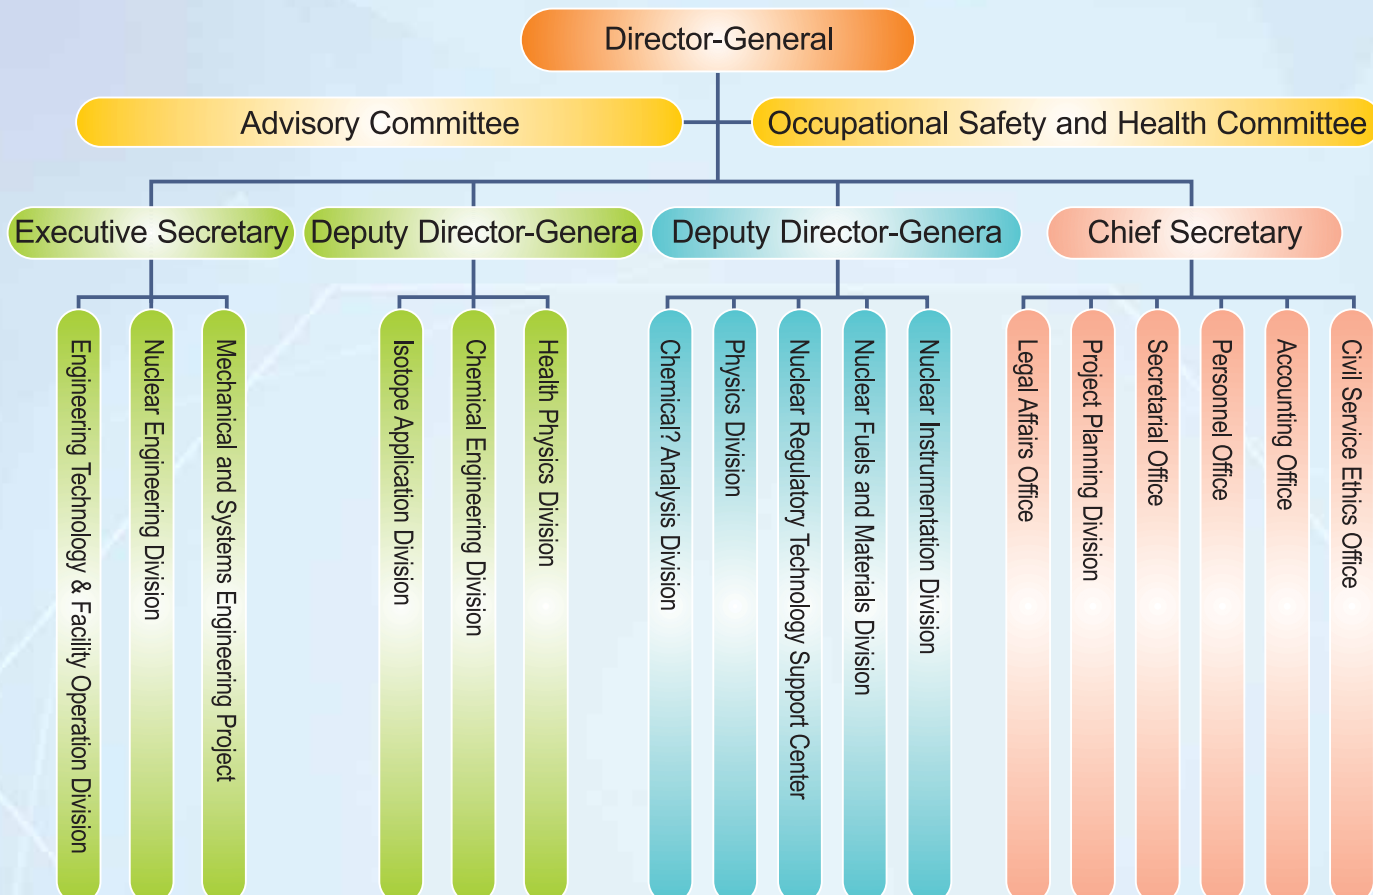 Director-General
Advisory Committee
Occupational Safety and Health Committee
Executive Secretary
Deputy Director-Genera
Deputy Director-Genera
Chief Secretary
Engineering Technology & Facility Operation Division
Nuclear Engineering Division
Mechanical and Systems Engineering Project
Isotope Application Division
Chemical Engineering Division
Health Physics Division
Chemical? Analysis Division
Physics Division
Nuclear Regulatory Technology Support Center
Nuclear Fuels and Materials Division
Nuclear Instrumentation Division
Legal Affairs Office
Project Planning Division
Secretarial Office
Personnel Office
Accounting Office
Civil Service Ethics Office